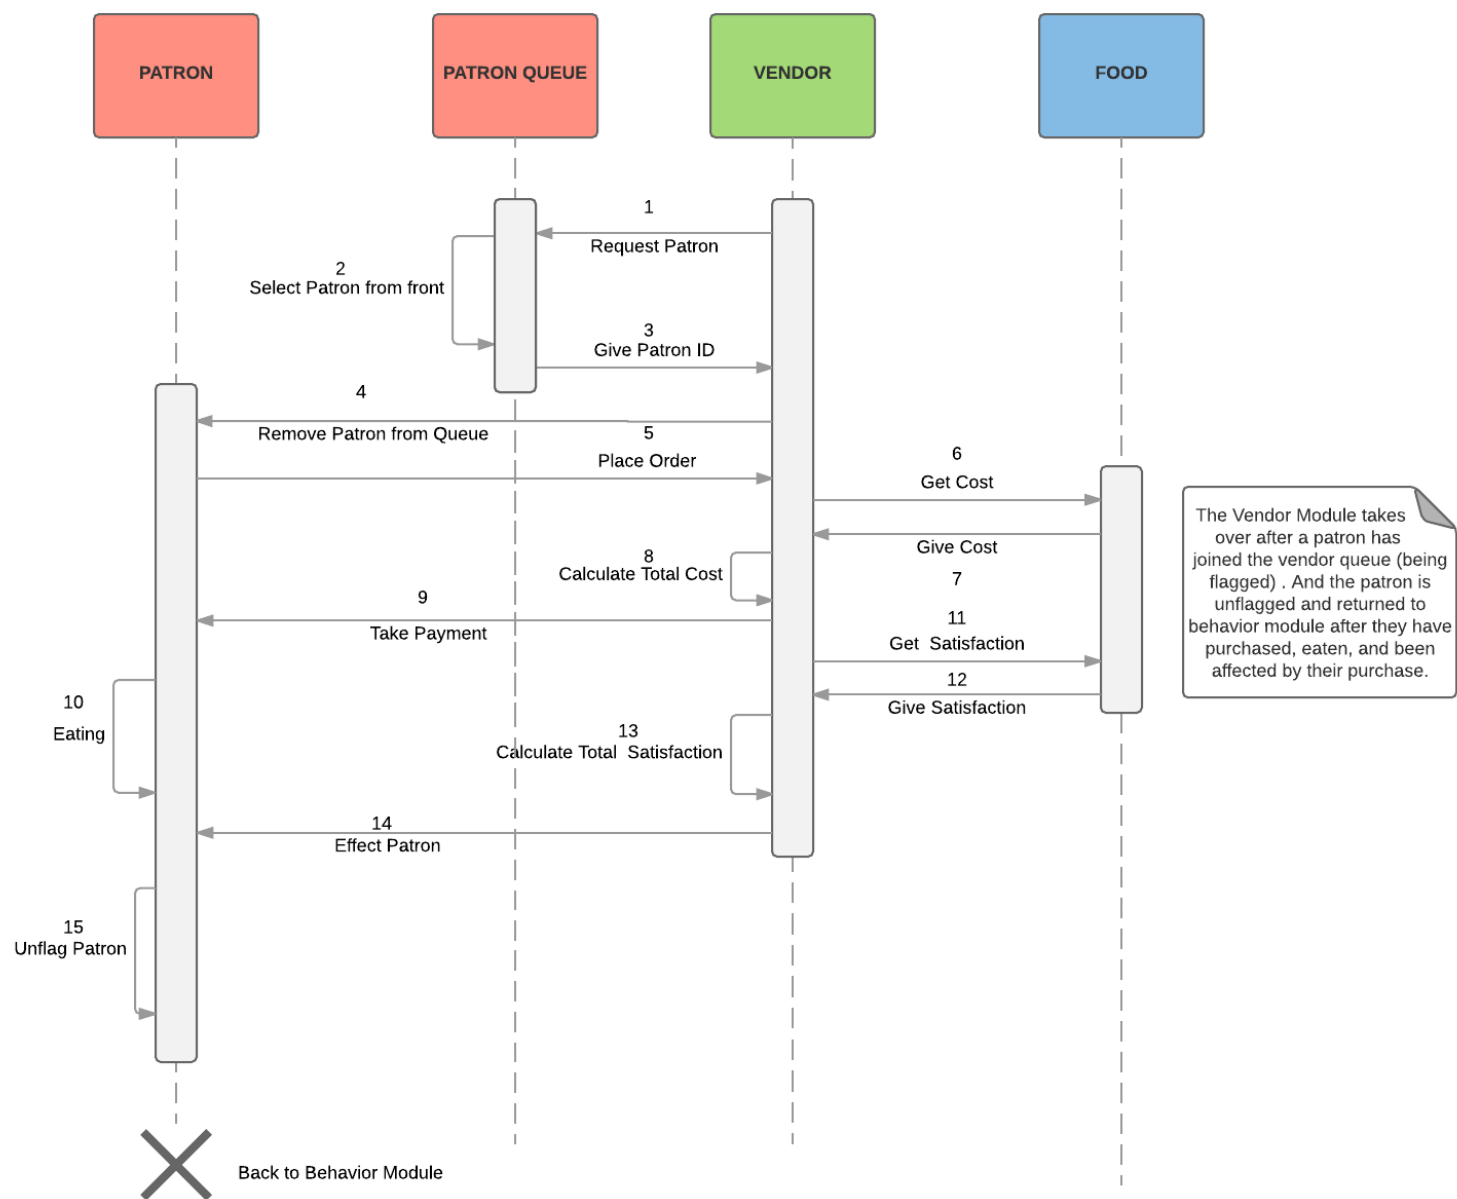 PATRON
PATRON QUEUE
VENDOR
FOOD
1
Request Patron
2
Select Patron from front
3
Give Patron ID
4
Remove Patron from Queue
5
Place Order
6
Get Cost
Give Cost
7
8
Calculate Total Cost
9
Take Payment
10
Eating
11
Get  Satisfaction
12
Give Satisfaction
13
Calculate Total  Satisfaction
14
Effect Patron
15
Unflag Patron
Back to Behavior Module
The Vendor Module takes
over after a patron has
joined the vendor queue (being
flagged) . And the patron is
unflagged and returned to
behavior module after they have
purchased, eaten, and been
affected by their purchase.